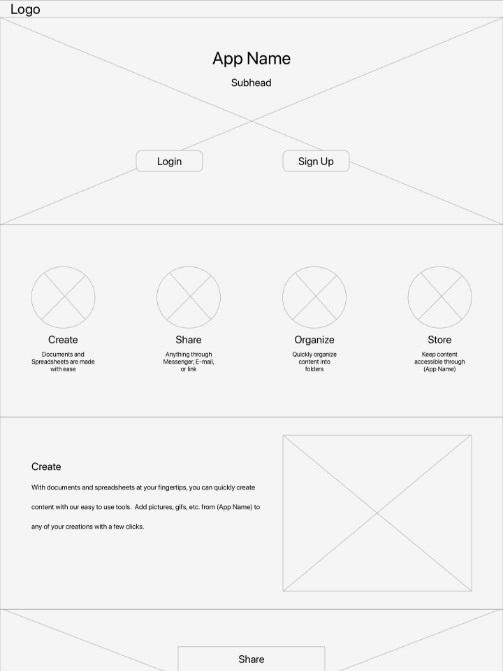 Logo
App Name
Subhead
Login
Sign Up
Create
Documents and
Spreadsheets are made
with ease
Share
Anything through
Messenger, E-mail,
or link
Organize
Quickly organize
content into
folders
Store
Keep content
accessible through
(App Name)
Create
With documents and spreadsheets at your fingertips, you can quickly create
content with our easy to use tools. Add pictures, gifs, etc. from (App Name) to
any of your creations with a few clicks.
Share